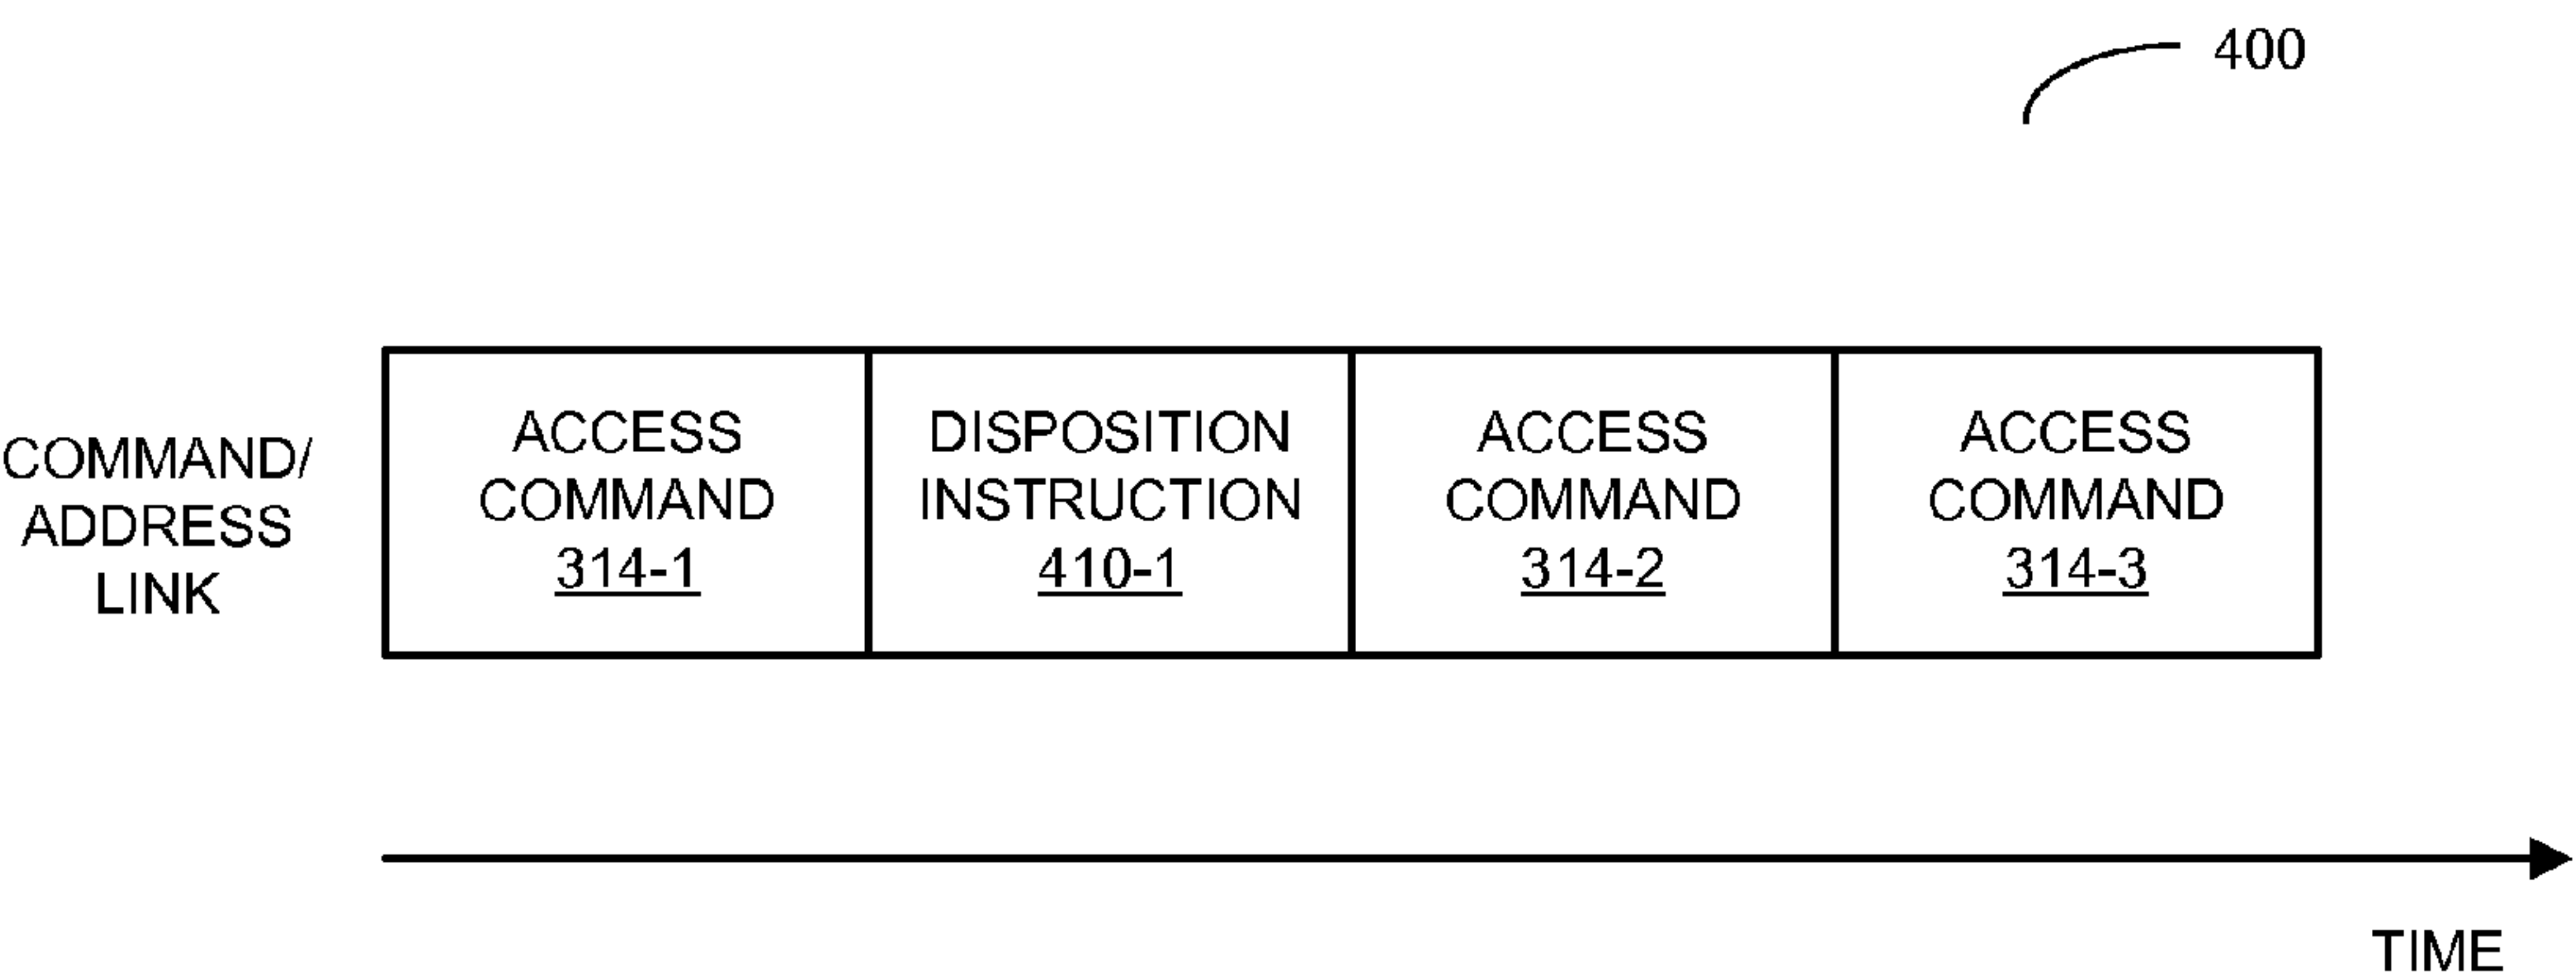 400
COMMAND/
ADDRESS
LINK
ACCESS
COMMAND
314-1
DISPOSITION
INSTRUCTION
410-1
ACCESS
COMMAND
314-2
ACCESS
COMMAND
314-3
TIME